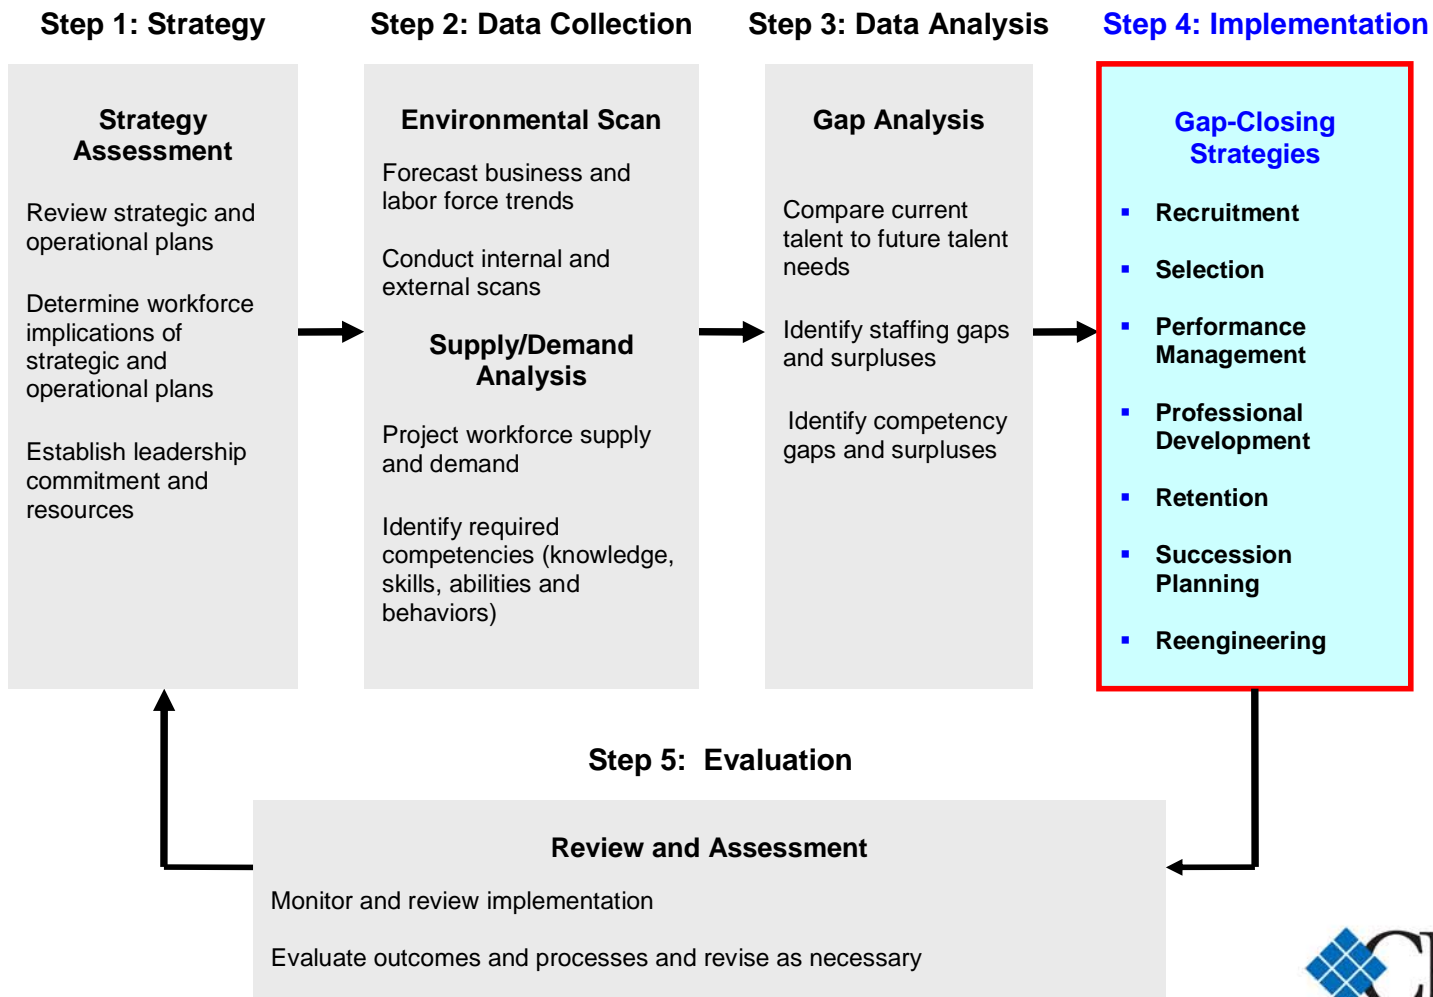 Step 1: Strategy
Strategy
Assessment
Review strategic and
operational plans
Determine workforce
implications of
strategic and
operational plans
Establish leadership
commitment and
resources
Step 2: Data Collection
Environmental Scan
Forecast business and
labor force trends
Conduct internal and
external scans
Supply/Demand
Analysis
Project workforce supply
and demand
Identify required
competencies (knowledge,
skills, abilities and
behaviors)
Step 3: Data Analysis
Gap Analysis
Compare current
talent to future talent
needs
Identify staffing gaps
and surpluses
Identify competency
gaps and surpluses
Step 4: Implementation
Gap-Closing
Strategies
▪ Recruitment
▪ Selection
▪ Performance
Management
▪ Professional
Development
▪ Retention
▪ Succession
Planning
▪ Reengineering
Step 5: Evaluation
Review and Assessment
Monitor and review implementation
Evaluate outcomes and processes and revise as necessary